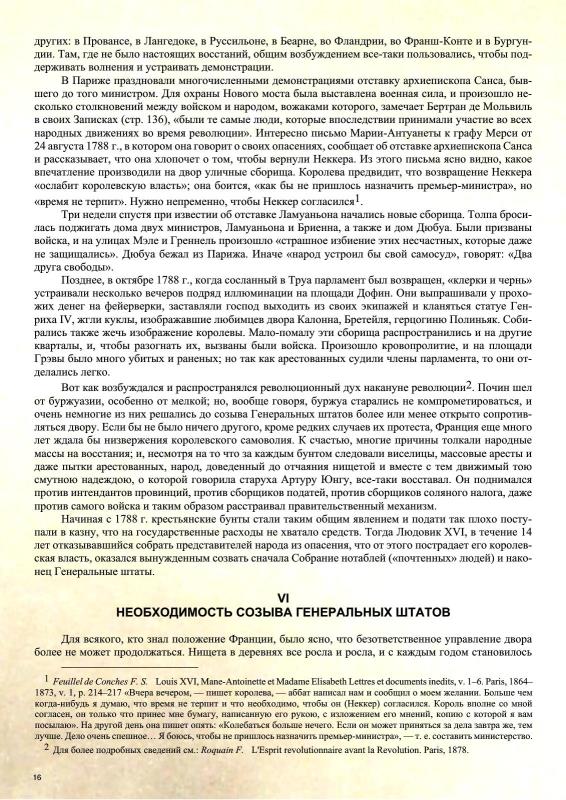 других: в Провансе, в Лангедоке, в Руссильоне, в Беарне, во Фландрии, во Франш-Конте и в Бургун-
дии. Там, где не было настоящих восстаний, общим возбуждением все-таки пользовались, чтобы под-
держивать волнения и устраивать демонстрации.
В Париже праздновали многочисленными демонстрациями отставку архиепископа Санса, быв-
шего до того министром. Для охраны Нового моста была выставлена военная сила, и произошло не-
сколько столкновений между войском и народом, вожаками которого, замечает Бертран де Мольвиль
в своих Записках (стр. 136), «были те самые люди, которые впоследствии принимали участие во всех
народных движениях во время революции». Интересно письмо Марии-Антуанеты к графу Мерси от
24 августа 1788 г., в котором она говорит о своих опасениях, сообщает об отставке архиепископа Санса
и рассказывает, что она хлопочет о том, чтобы вернули Неккера. Из этого письма ясно видно, какое
впечатление производили на двор уличные сборища. Королева предвидит, что возвращение Неккера
«ослабит королевскую власть»; она боится, «как бы не пришлось назначить премьер-министра», но
«время не терпит». Нужно непременно, чтобы Неккер согласился1.
Три недели спустя при известии об отставке Ламуаньона начались новые сборища. Толпа броси-
лась поджигать дома двух министров, Ламуаньона и Бриенна, а также и дом Дюбуа. Были призваны
войска, и на улицах Мэле и Греннель произошло «страшное избиение этих несчастных, которые даже
не защищались». Дюбуа бежал из Парижа. Иначе «народ устроил бы свой самосуд», говорят: «Два
друга свободы».
Позднее, в октябре 1788 г., когда сосланный в Труа парламент был возвращен, «клерки и чернь»
устраивали несколько вечеров подряд иллюминации на площади Дофин. Они выпрашивали у прохо-
жих денег на фейерверки, заставляли господ выходить из своих экипажей и кланяться статуе Ген-
риха IV, жгли куклы, изображавшие любимцев двора Калонна, Бретейля, герцогиню Полиньяк. Соби-
рались также жечь изображение королевы. Мало-помалу эти сборища распространились и на другие
кварталы, и, чтобы разогнать их, вызваны были войска. Произошло кровопролитие, и на площади
Грэвы было много убитых и раненых; но так как арестованных судили члены парламента, то они от-
делались легко.
Вот как возбуждался и распространялся революционный дух накануне революции2. Почин шел
от буржуазии, особенно от мелкой; но, вообще говоря, буржуа старались не компрометироваться, и
очень немногие из них решались до созыва Генеральных штатов более или менее открыто сопротив-
ляться двору. Если бы не было ничего другого, кроме редких случаев их протеста, Франция еще много
лет ждала бы низвержения королевского самоволия. К счастью, многие причины толкали народные
массы на восстания; и, несмотря на то что за каждым бунтом следовали виселицы, массовые аресты и
даже пытки арестованных, народ, доведенный до отчаяния нищетой и вместе с тем движимый тою
смутною надеждою, о которой говорила старуха Артуру Юнгу, все-таки восставал. Он поднимался
против интендантов провинций, против сборщиков податей, против сборщиков соляного налога, даже
против самого войска и таким образом расстраивал правительственный механизм.
Начиная с 1788 г. крестьянские бунты стали таким общим явлением и подати так плохо посту-
пали в казну, что на государственные расходы не хватало средств. Тогда Людовик XVI, в течение 14
лет отказывавшийся собрать представителей народа из опасения, что от этого пострадает его королев-
ская власть, оказался вынужденным созвать сначала Собрание нотаблей («почтенных» людей) и нако-
нец Генеральные штаты.
VI
НЕОБХОДИМОСТЬ СОЗЫВА ГЕНЕРАЛЬНЫХ ШТАТОВ
Для всякого, кто знал положение Франции, было ясно, что безответственное управление двора
более не может продолжаться. Нищета в деревнях все росла и росла, и с каждым годом становилось
1 Feuillel de Conches F. S. Louis XVI, Mane-Antoinette et Madame Elisabeth Lettres et documents inedits, v. 1–6. Paris, 1864–
1873, v. 1, p. 214–217 «Вчера вечером, — пишет королева, — аббат написал нам и сообщил о моем желании. Больше чем
когда-нибудь я думаю, что время не терпит и что необходимо, чтобы он (Неккер) согласился. Король вполне со мной
согласен, он только что принес мне бумагу, написанную его рукою, с изложением его мнений, копию с которой я вам
посылаю». На другой день она пишет опять: «Колебаться больше нечего. Если он может приняться за дела завтра же, тем
лучше. Дело очень спешное… Я боюсь, чтобы не пришлось назначить премьер-министра», — т. е. составить министерство.
2 Для более подробных сведений см.: Roquain F. L'Esprit revolutionnaire avant la Revolution. Paris, 1878.
16